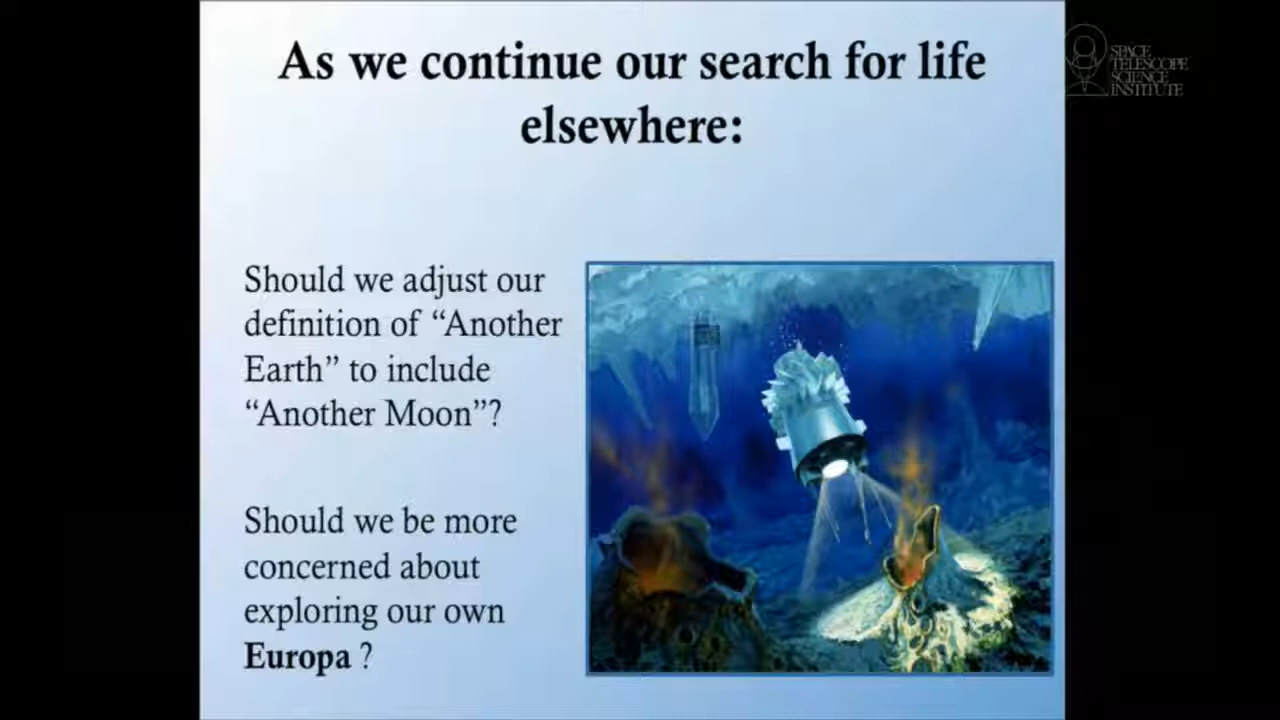 As we continue our search for life
elsewhere:
SPACE
TELESCOPE
SCIENCE
INSTITUTE
Should we adjust our
definition of “Another
Earth” to include
“Another Moon”?
Should we be more
concerned about
exploring our own
Europa ?